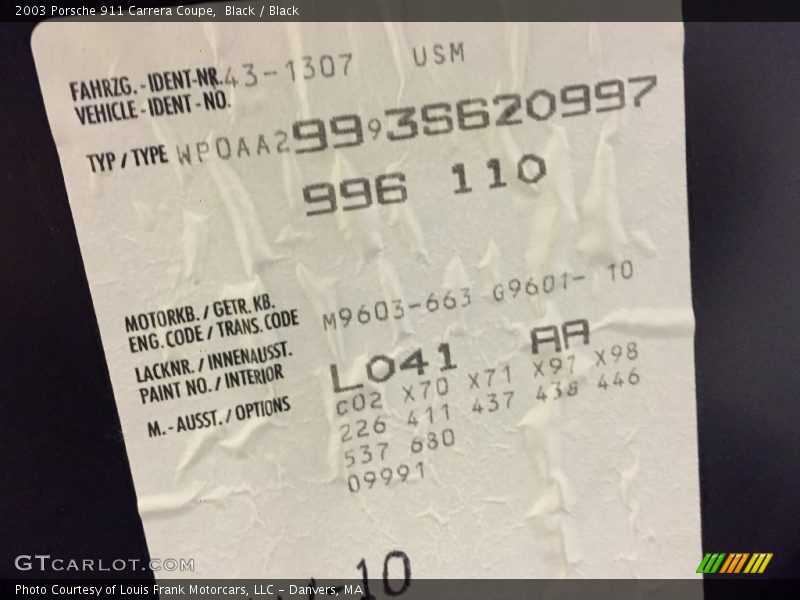 2003 Porsche 911 Carrera Coupe, Black / Black
FAHRZG.-IDENT-NR. 43-1307 USM
VEHICLE-IDENT-NO.
TYP / TYPE WP0AA29993S620997
996 110
MOTORKB. / GETR. KB. M9603-663 G9601- 10
ENG.CODE / TRANS. CODE
LACKNR. / INNENAUSST. L041 AA
PAINT NO. / INTERIOR
M.-AUSST. / OPTIONS C02 X70 X71 X97 X98
226 411 437 438 446
537 680
09991
-10
GTCARLOT.COM
Photo Courtesy of Louis Frank Motorcars, LLC – Danvers, MA